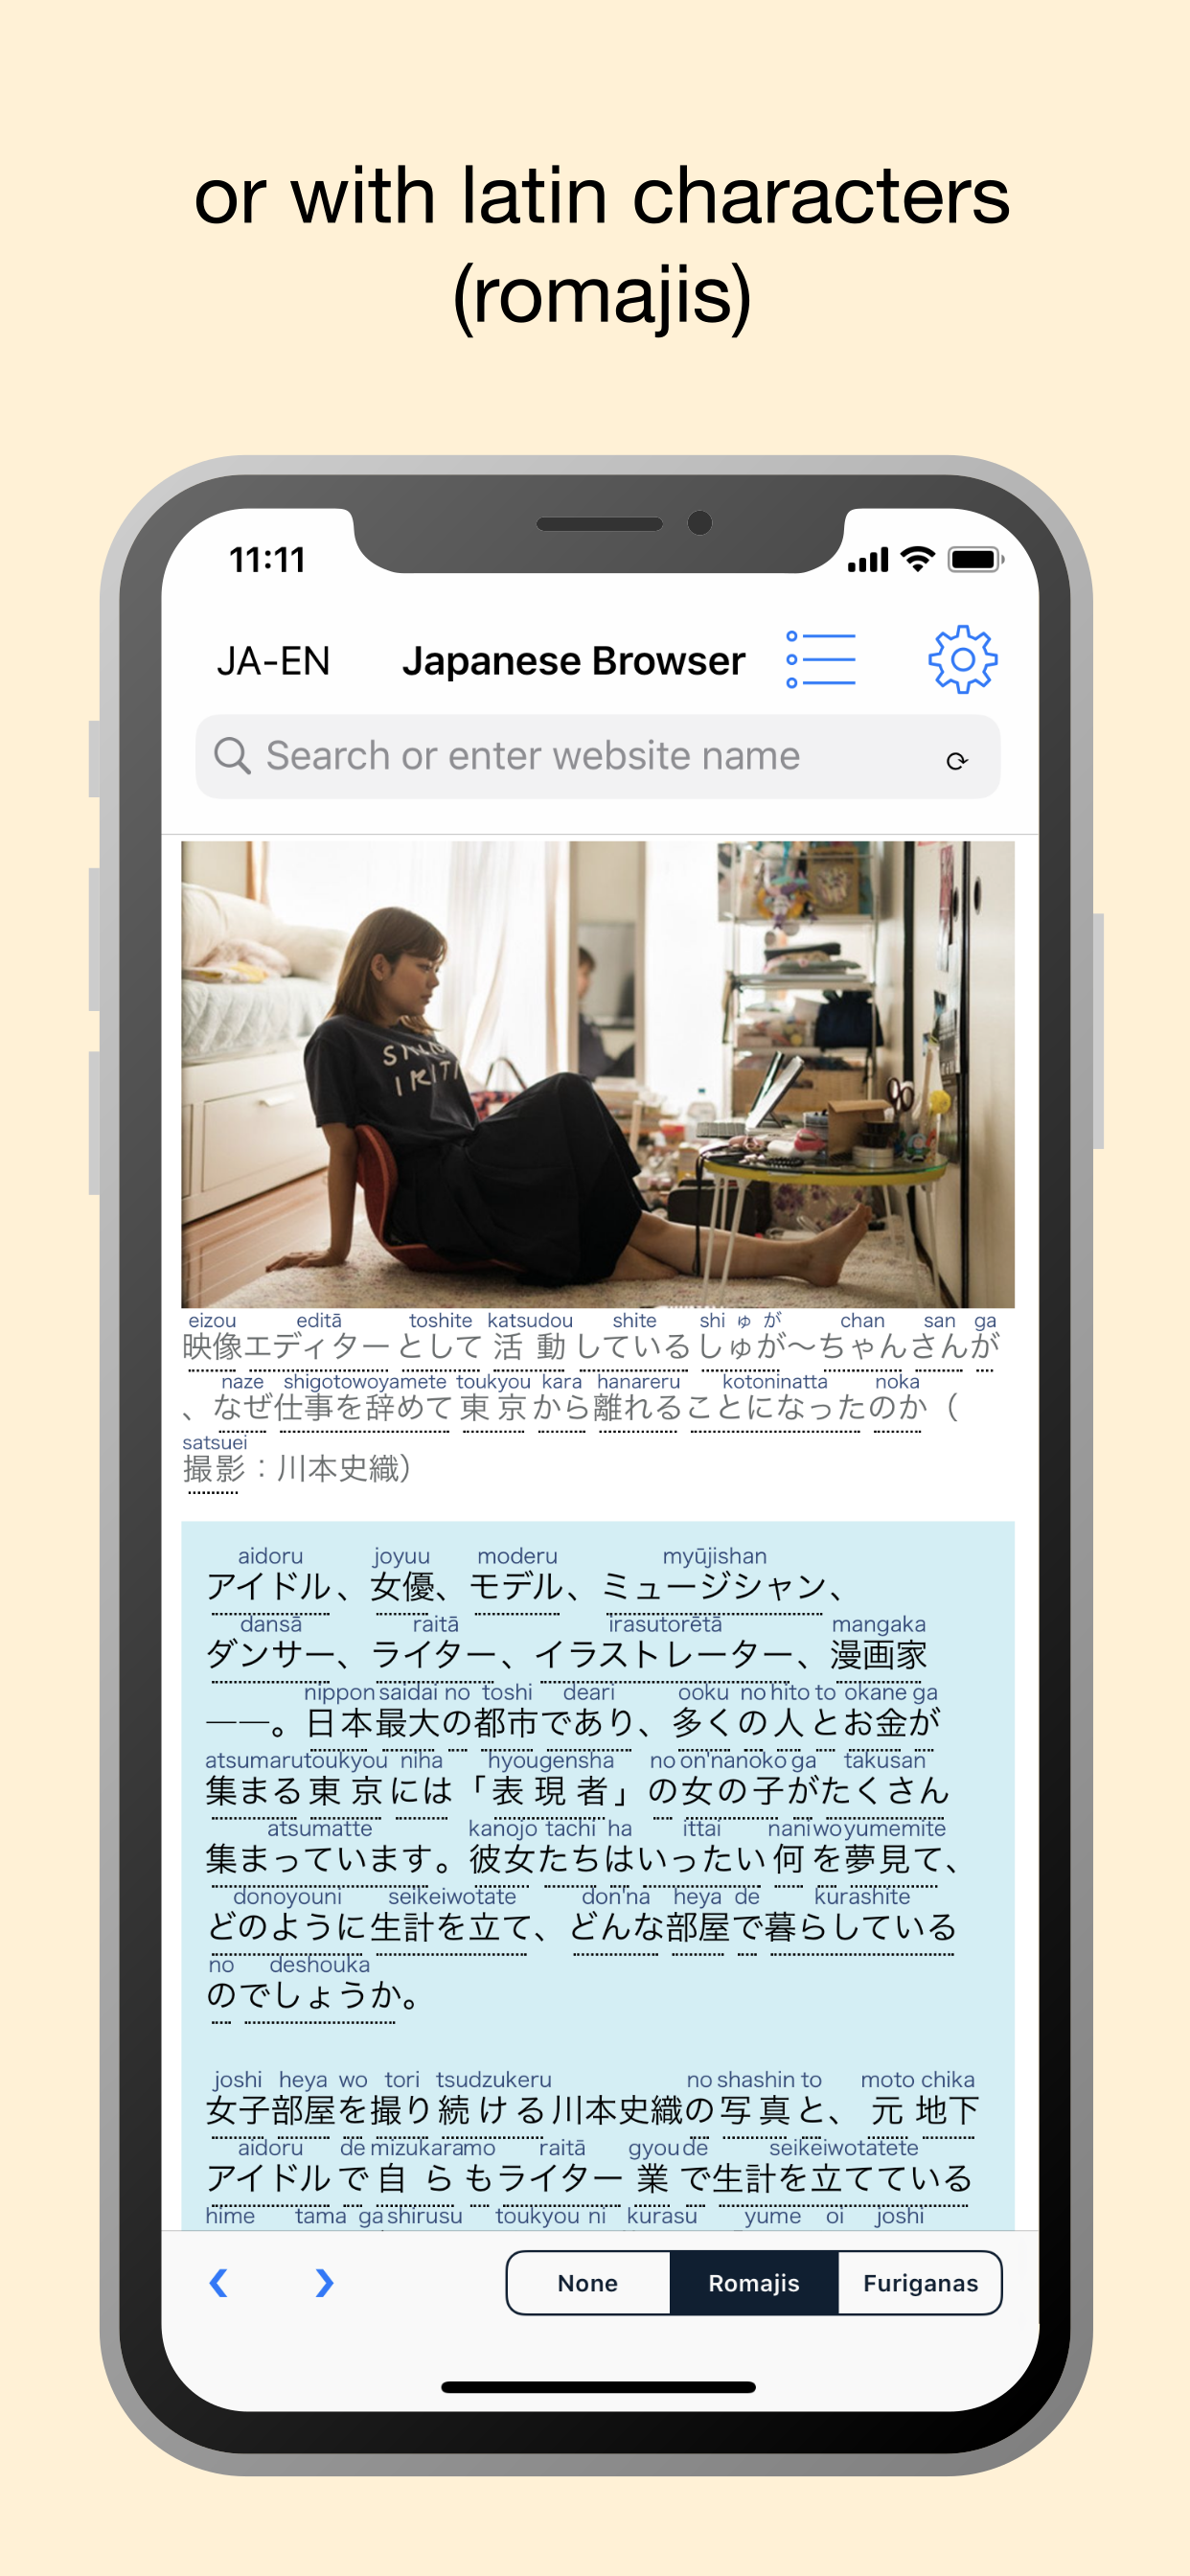 or with latin characters
(romajis)
11:11
JA-EN
Japanese Browser
Search or enter website name
eizou editā toshite katsudou shite shi ゅ が chan san ga
映像エディターとして 活 動 しているしゅが〜ちゃんさんが
naze shigotowoyamete toukyou kara hanareru kotoninatta noka
、なぜ仕事を辞めて 東 京 から離れることになったのか（
satsuei
撮影：川本史織）
aidoru joyuu moderu myūjishan
アイドル、女優、モデル、ミュージシャン、
dansā raitā irasutorētā mangaka
ダンサー、ライター、イラストレーター、漫画家
nippon saidai no toshi deari ooku no hito to okane ga
――。日本最大の都市であり、多くの人とお金が
atsumarutoukyou niha hyougensha no on'nanoko ga takusan
集まる 東 京 には「表 現 者」の女の子がたくさん
atsumatte kanojo tachi ha ittai naniwoyumemite
集まっています。彼女たちはいったい 何 を夢見て、
donoyouni seikeiwotate don'na heya de kurashite
どのように生計を立て、どんな部屋で暮らしている
no deshouka
のでしょうか。
joshi heya wo tori tsudzukeru no shashin to moto chika
女子部屋を撮り 続 け る 川本史織の 写 真 と、 元 地下
aidoru de mizukaramo raitā gyou de seikeiwotatete
アイドルで 自 ら もライター 業 で生計を立てている
hime tama ga shirusu toukyou ni kurasu yume oi joshi
None Romajis Furiganas